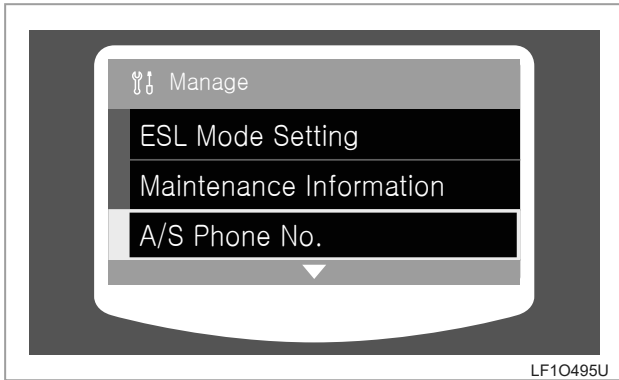 Manage
ESL Mode Setting
Maintenance Information
A/S Phone No.
LF1O495U